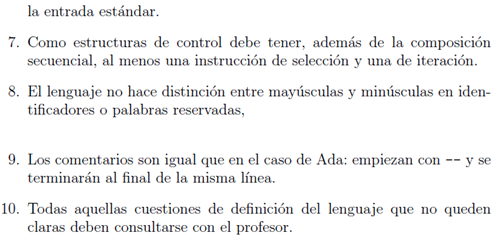 la entrada estándar.
7. Como estructuras de control debe tener, además de la composición
secuencial, al menos una instrucción de selección y una de iteración.
8. El lenguaje no hace distinción entre mayúsculas y minúsculas en iden-
tificadores o palabras reservadas,
9. Los comentarios son igual que en el caso de Ada: empiezan con -- y se
terminarán al final de la misma línea.
10. Todas aquellas cuestiones de definición del lenguaje que no queden
claras deben consultarse con el profesor.